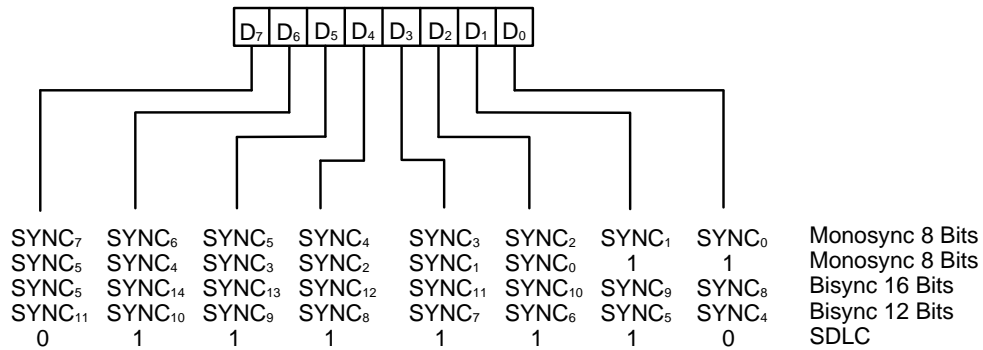 D₇ D₆ D₅ D₄ D₃ D₂ D₁ D₀
SYNC₇ SYNC₆ SYNC₅ SYNC₄ SYNC₃ SYNC₂ SYNC₁ SYNC₀ Monosync 8 Bits
SYNC₅ SYNC₄ SYNC₃ SYNC₂ SYNC₁ SYNC₀ 1 1 Monosync 8 Bits
SYNC₅ SYNC₁₄ SYNC₁₃ SYNC₁₂ SYNC₁₁ SYNC₁₀ SYNC₉ SYNC₈ Bisync 16 Bits
SYNC₁₁ SYNC₁₀ SYNC₉ SYNC₈ SYNC₇ SYNC₆ SYNC₅ SYNC₄ Bisync 12 Bits
0 1 1 1 1 1 1 0 SDLC